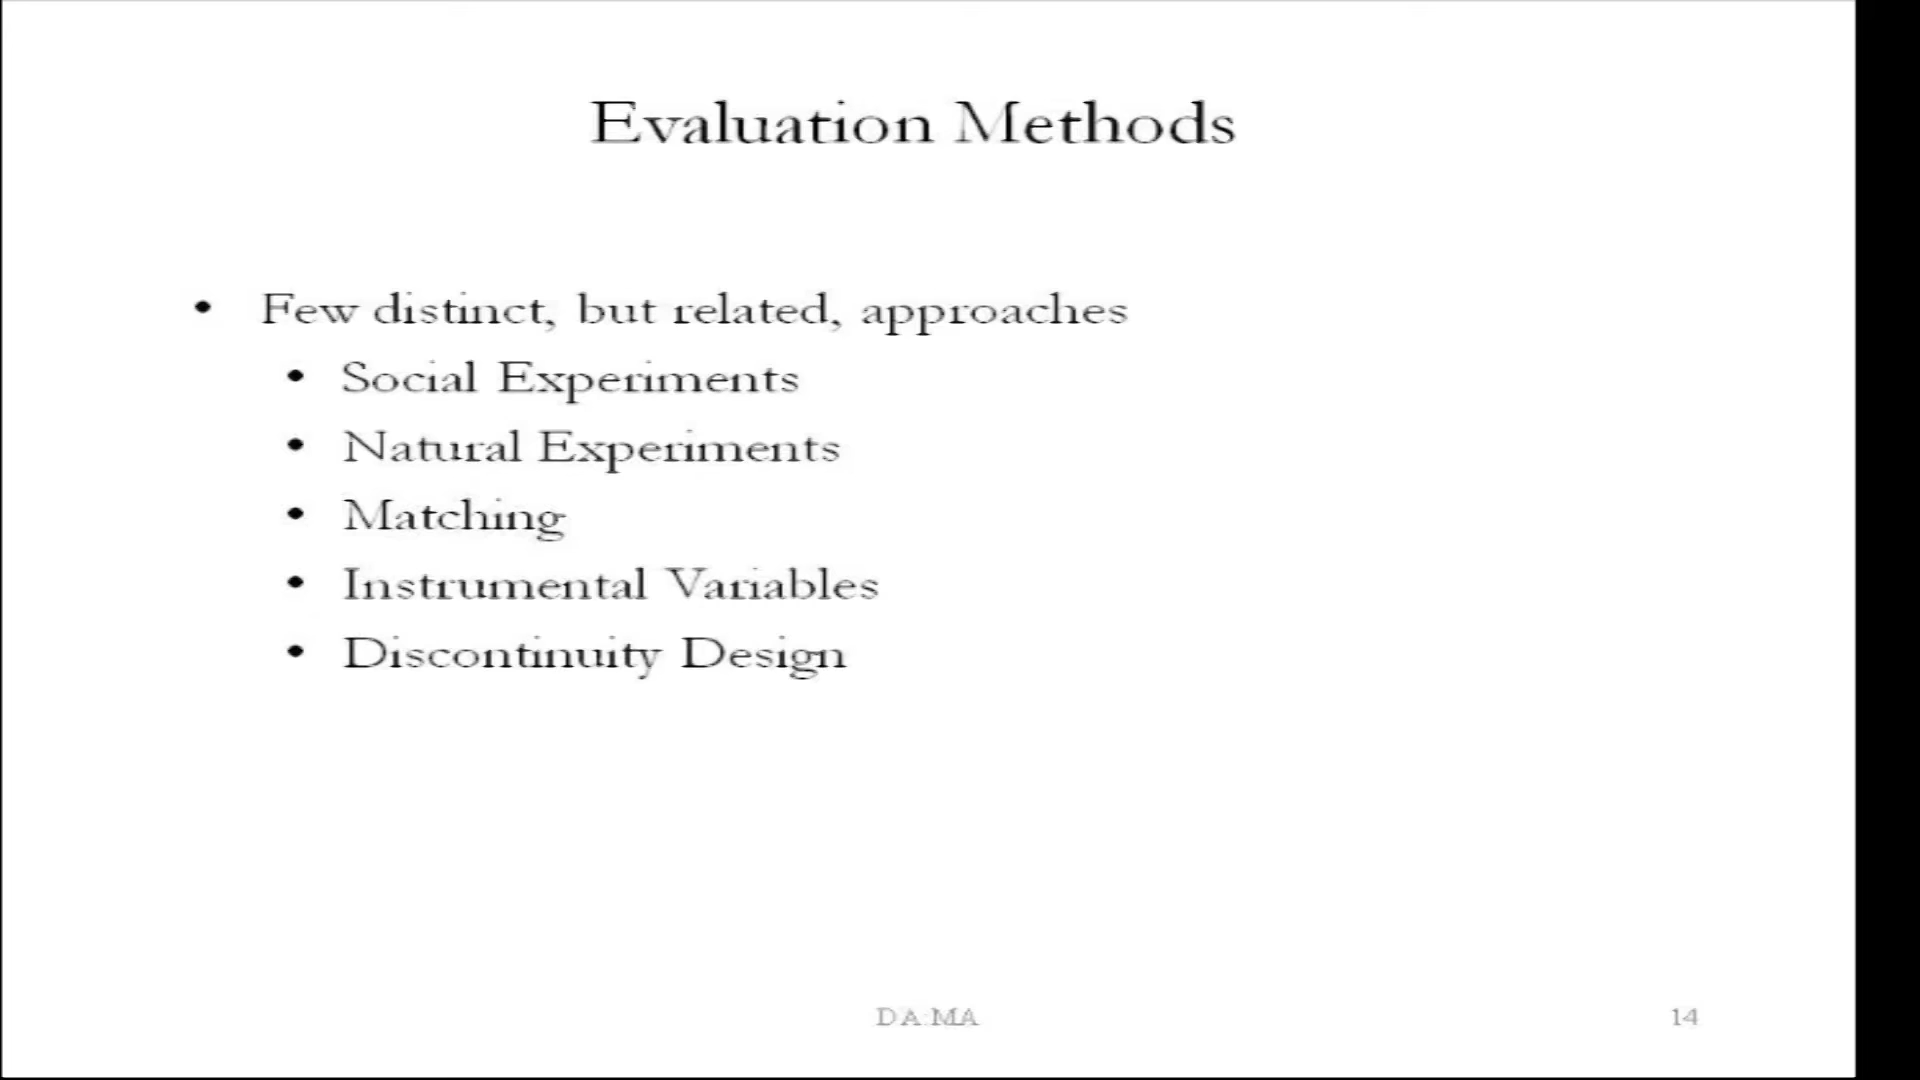 Evaluation Methods
• Few distinct, but related, approaches
• Social Experiments
• Natural Experiments
• Matching
• Instrumental Variables
• Discontinuity Design
DA:MA
14